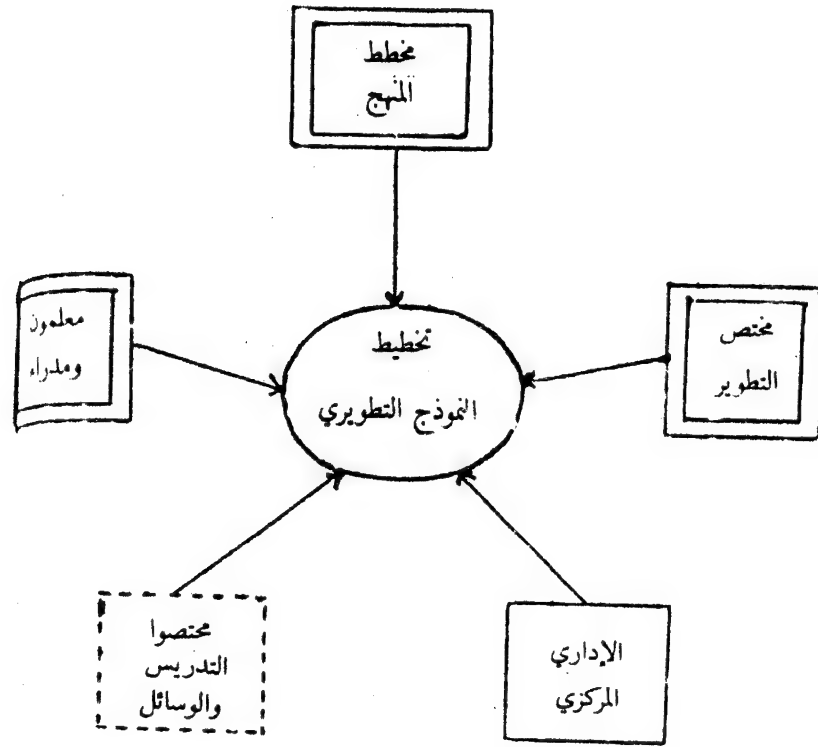 مخطط
المنهج
مختص
التطوير
تخطيط
النموذج التطويري
معلمون
ومدراء
الإداري
المركزي
مختصوا
التدريس
والوسائل